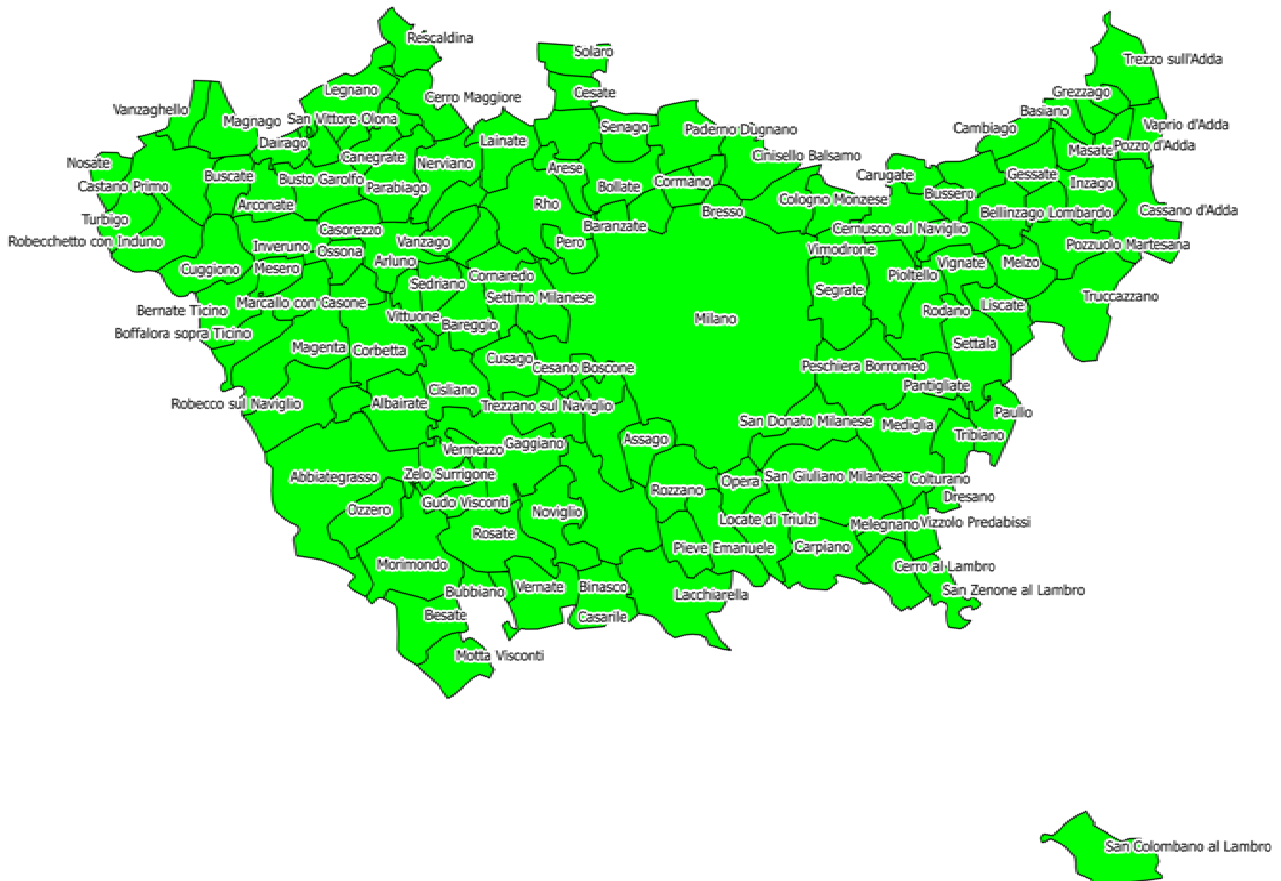 Rescaldina
Solaro
Trezzo sull'Adda
Legnano
Cesate
Grezzago
Cerro Maggiore
Vanzaghello
Basiano
Magnago
San Vittore Olona
Senago
Paderno Dugnano
Cambiago
Vaprio d'Adda
Dairago
Lainate
Masate
Pozzo d'Adda
Canegrate
Cinisello Balsamo
Nosate
Nerviano
Arese
Buscate
Busto Garolfo
Carugate
Gessate
Castano Primo
Parabiago
Bollate
Cormano
Inzago
Bussero
Arconate
Rho
Cologno Monzese
Turbigo
Bresso
Bellinzago Lombardo
Cassano d'Adda
Casorezzo
Baranzate
Cernusco sul Naviglio
Robecchetto con Induno
Inveruno
Vanzago
Pero
Pozzuolo Martesana
Ossona
Vimodrone
Cuggiono
Mesero
Arluno
Vignate
Melzo
Cornaredo
Pioltello
Sedriano
Segrate
Settimo Milanese
Truccazzano
Marcallo con Casone
Bernate Ticino
Rodano
Liscate
Vittuone
Bareggio
Milano
Boffalora sopra Ticino
Settala
Magenta
Corbetta
Cusago
Cesano Boscone
Peschiera Borromeo
Pantigliate
Cisliano
Robecco sul Naviglio
Albairate
Trezzano sul Naviglio
Paullo
San Donato Milanese
Mediglia
Tribiano
Assago
Vermezzo
Gaggiano
Abbiategrasso
Zelo Surrigone
Opera
San Giuliano Milanese
Colturano
Rozzano
Dresano
Gudo Visconti
Ozzero
Noviglio
Locate di Triulzi
Melegnano
Vizzolo Predabissi
Rosate
Pieve Emanuele
Carpiano
Morimondo
Cerro al Lambro
Bubbiano
Vernate
Binasco
Lacchiarella
San Zenone al Lambro
Besate
Casarile
Motta Visconti
San Colombano al Lambro